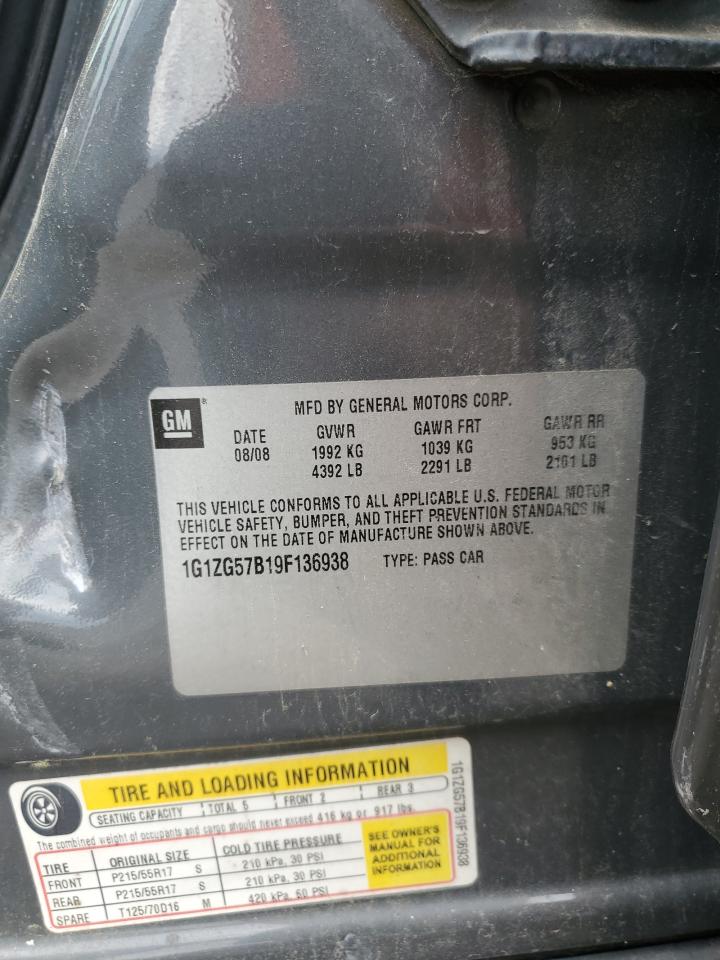 GM ®
MFD BY GENERAL MOTORS CORP.
DATE GVWR GAWR FRT GAWR RR
08/08 1992 KG 1039 KG 953 KG
4392 LB 2291 LB 2101 LB
THIS VEHICLE CONFORMS TO ALL APPLICABLE U.S. FEDERAL MOTOR
VEHICLE SAFETY, BUMPER, AND THEFT PREVENTION STANDARDS IN
EFFECT ON THE DATE OF MANUFACTURE SHOWN ABOVE.
1G1ZG57B19F136938 TYPE: PASS CAR
TIRE AND LOADING INFORMATION
SEATING CAPACITY TOTAL 5 FRONT 2 REAR 3
The combined weight of occupants and cargo should never exceed 416 kg or 917 lbs.
TIRE ORIGINAL SIZE COLD TIRE PRESSURE
FRONT P215/55R17 S 210 kPa, 30 PSI
REAR P215/55R17 S 210 kPa, 30 PSI
SPARE T125/70D16 M 420 kPa, 60 PSI
SEE OWNER'S
MANUAL FOR
ADDITIONAL
INFORMATION
1G1ZG57B19F136938